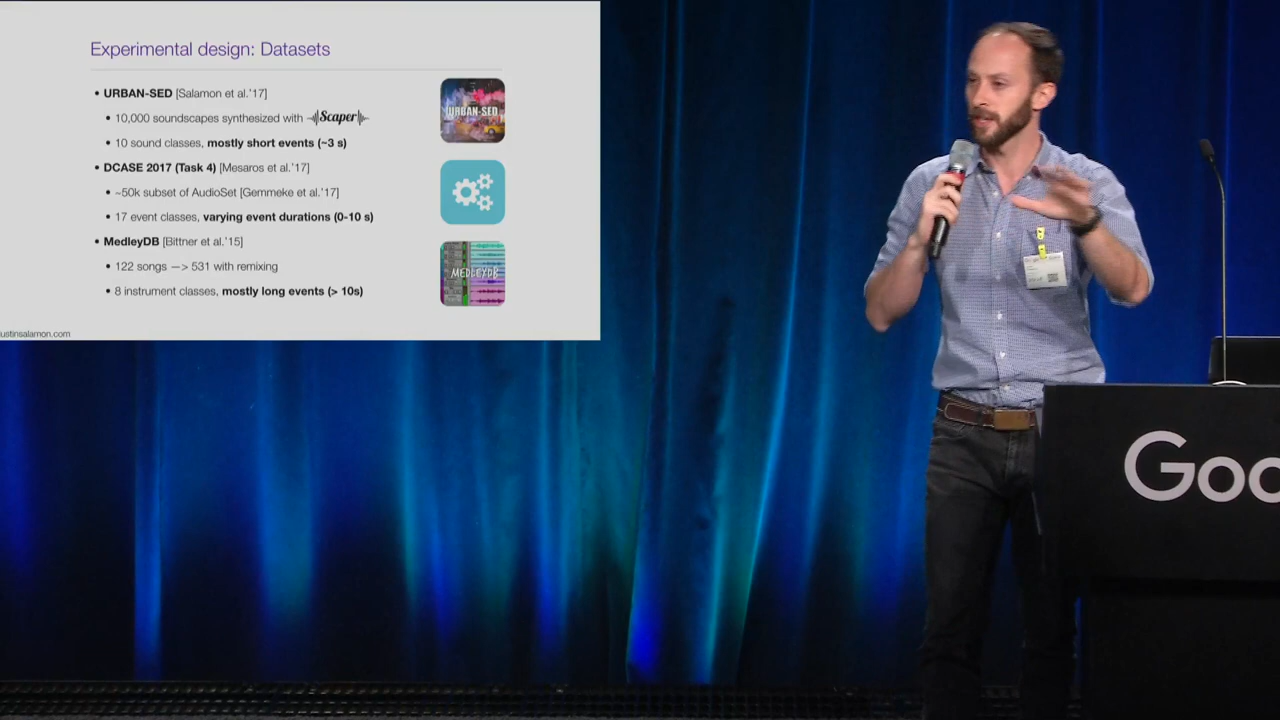 Experimental design: Datasets
• URBAN-SED [Salamon et al.'17]
• 10,000 soundscapes synthesized with Scaper
• 10 sound classes, mostly short events (~3 s)
• DCASE 2017 (Task 4) [Mesaros et al.'17]
• ~50k subset of AudioSet [Gemmeke et al.'17]
• 17 event classes, varying event durations (0-10 s)
• MedleyDB [Bittner et al.'15]
• 122 songs —> 531 with remixing
• 8 instrument classes, mostly long events (> 10s)
URBAN-SED
MEDLEYDB
ustinsalamon.com
Goo